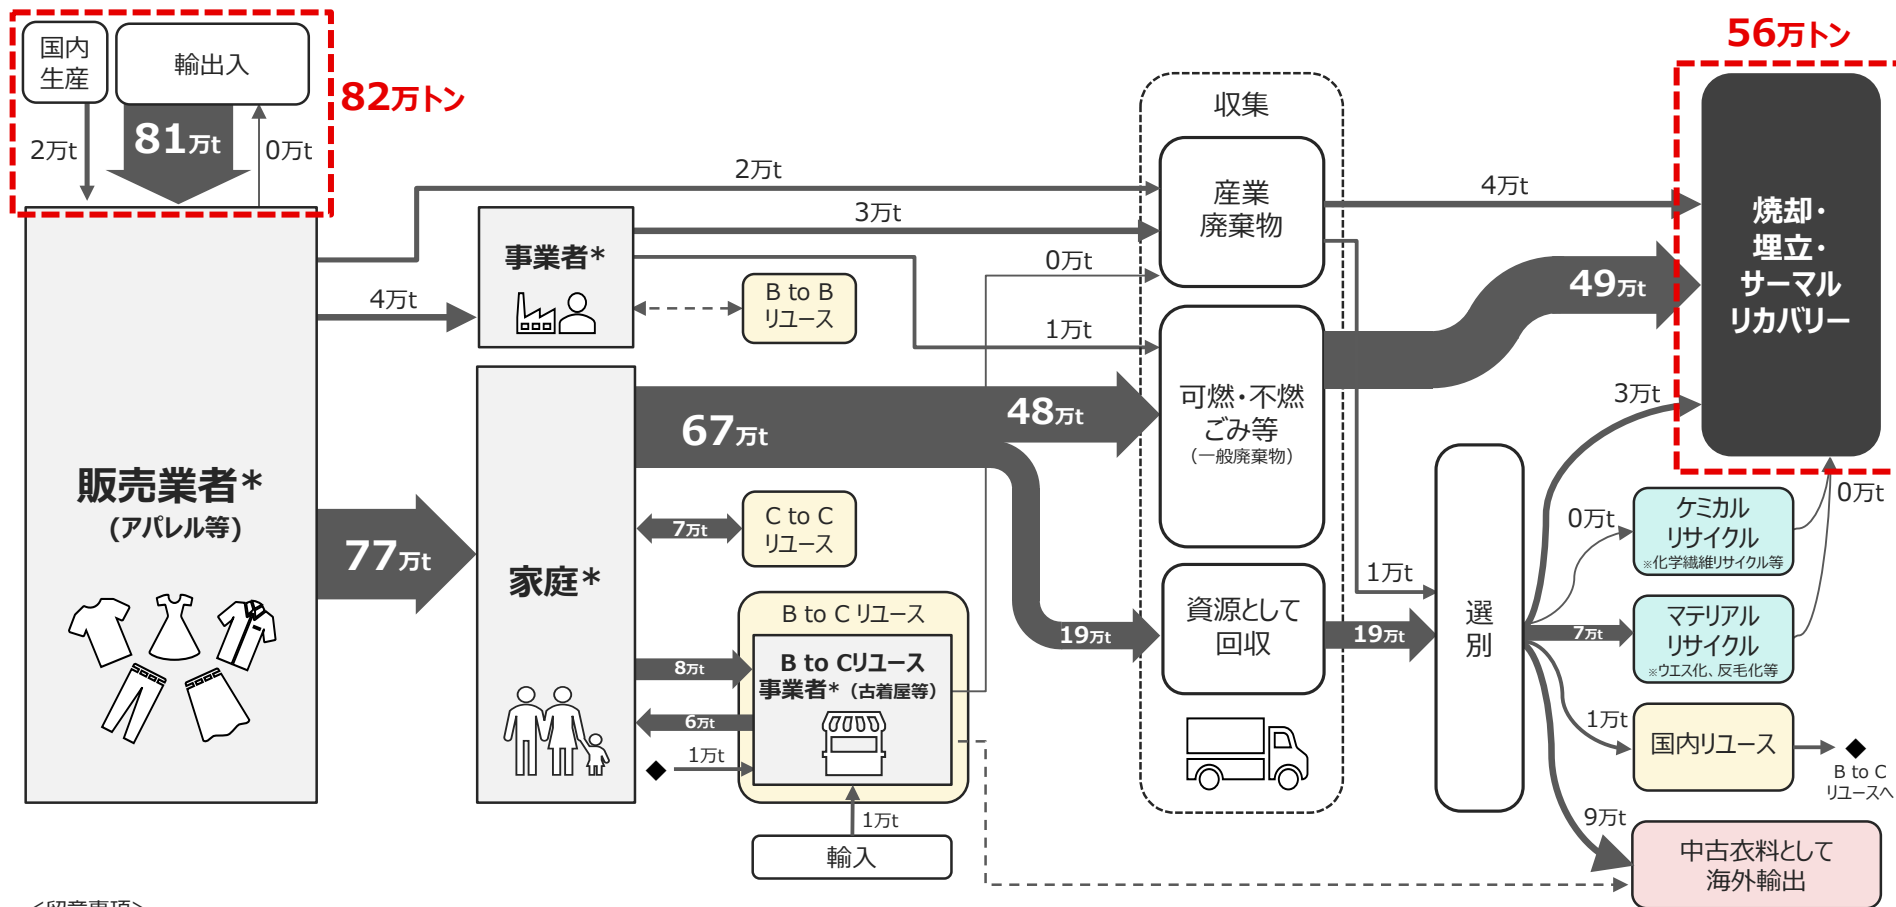 国内
生産
輸出入
82万トン
2万t
81万t
0万t
販売業者*
(アパレル等)
2万t
4万t
77万t
事業者*
3万t
1万t
B to B
リユース
家庭*
67万t
48万t
19万t
7万t
C to C
リユース
B to C リユース
B to Cリユース
事業者*（古着屋等）
8万t
6万t
◆
1万t
1万t
輸入
0万t
収集
産業
廃棄物
可燃・不燃
ごみ等
（一般廃棄物）
資源として
回収
4万t
49万t
1万t
19万t
選
別
56万トン
焼却・
埋立・
サーマル
リカバリー
3万t
0万t
0万t
ケミカル
リサイクル
※化学繊維リサイクル等
7万t
マテリアル
リサイクル
※ウエス化、反毛化等
1万t
国内リユース
◆
B to C
リユースへ
9万t
中古衣料として
海外輸出
＜留意事項＞